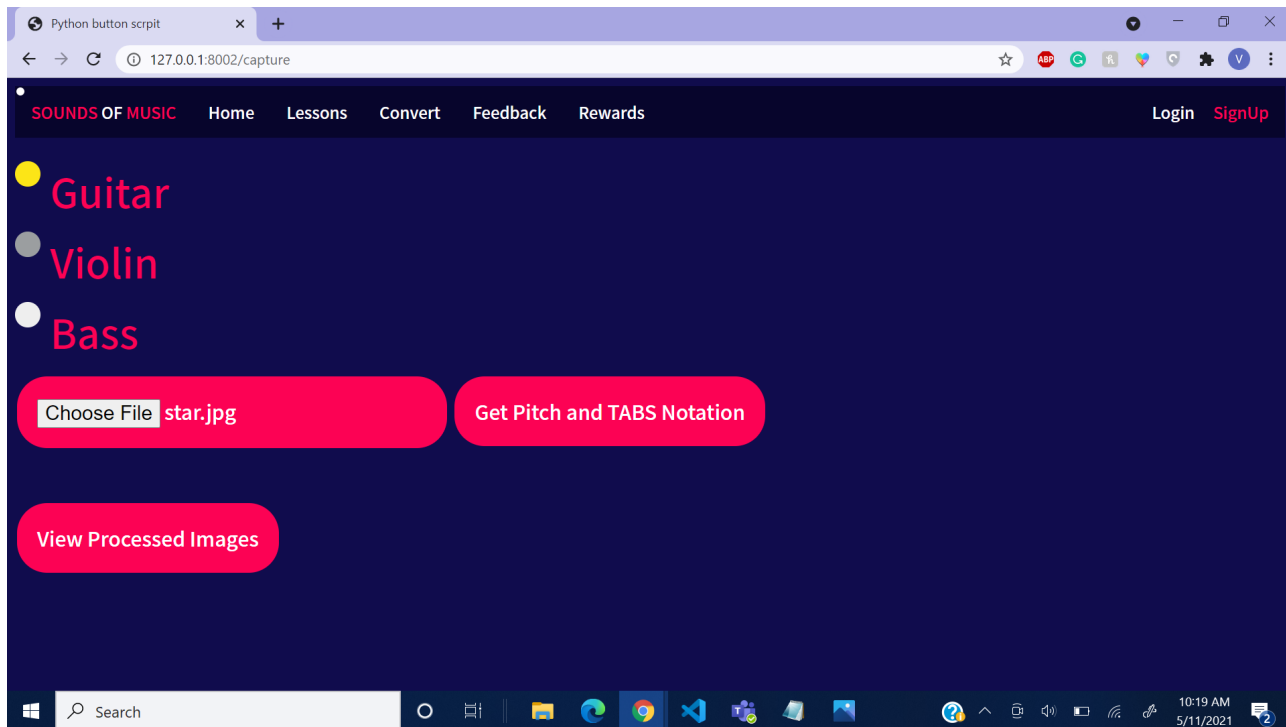 Python button scrpit
127.0.0.1:8002/capture
ABP
V
SOUNDS OF MUSIC Home Lessons Convert Feedback Rewards Login SignUp
Guitar
Violin
Bass
Choose File star.jpg Get Pitch and TABS Notation
View Processed Images
Search
10:19 AM
5/11/2021
2